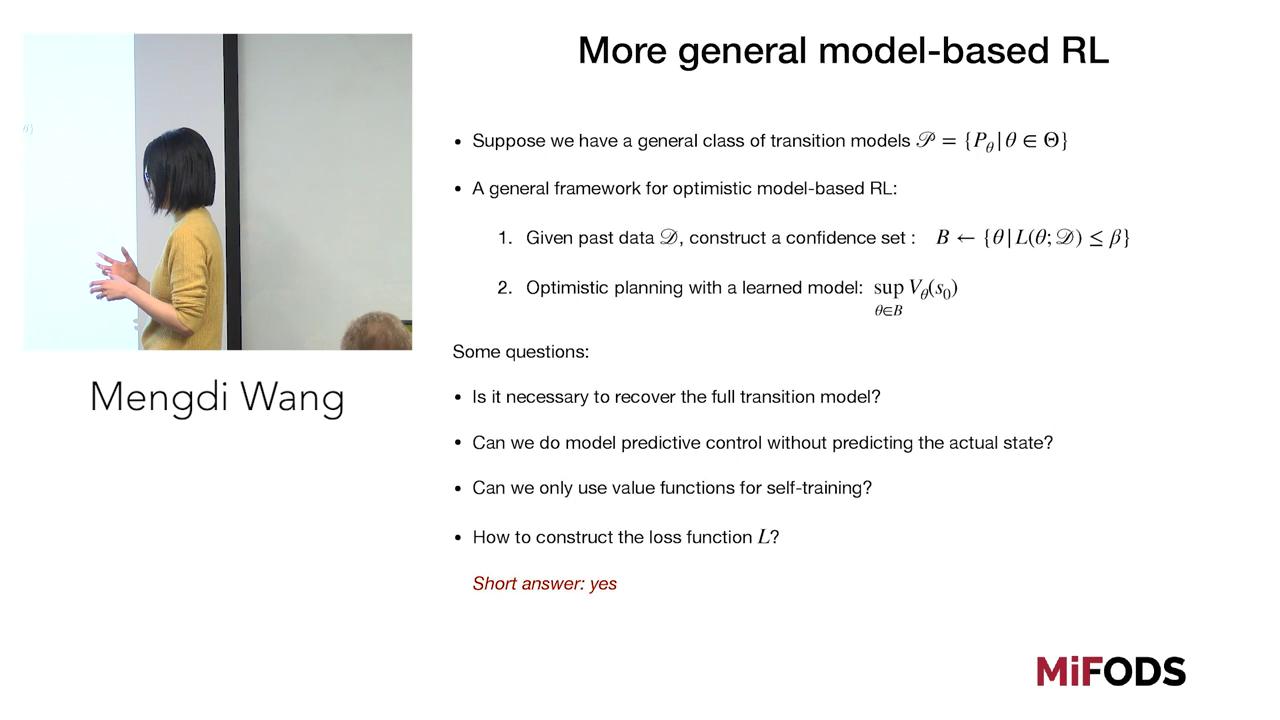 More general model-based RL
• Suppose we have a general class of transition models 𝒫 = {P_θ | θ ∈ Θ}
• A general framework for optimistic model-based RL:
1. Given past data 𝒟, construct a confidence set : B ← {θ | L(θ; 𝒟) ≤ β}
2. Optimistic planning with a learned model: sup_{θ∈B} V_θ(s_0)
Some questions:
• Is it necessary to recover the full transition model?
• Can we do model predictive control without predicting the actual state?
• Can we only use value functions for self-training?
• How to construct the loss function L?
Short answer: yes
Mengdi Wang
MiFODS